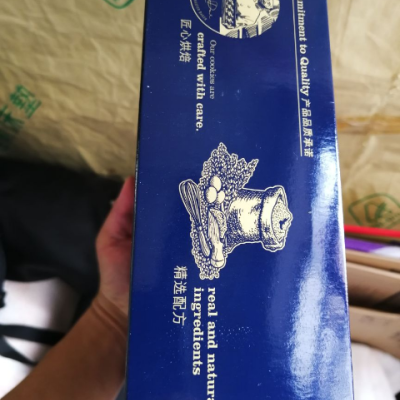 mitment to Quality 产品品质承诺
Our cookies are
crafted with care.
匠心烘焙
real and natura
ingredients
精选配方